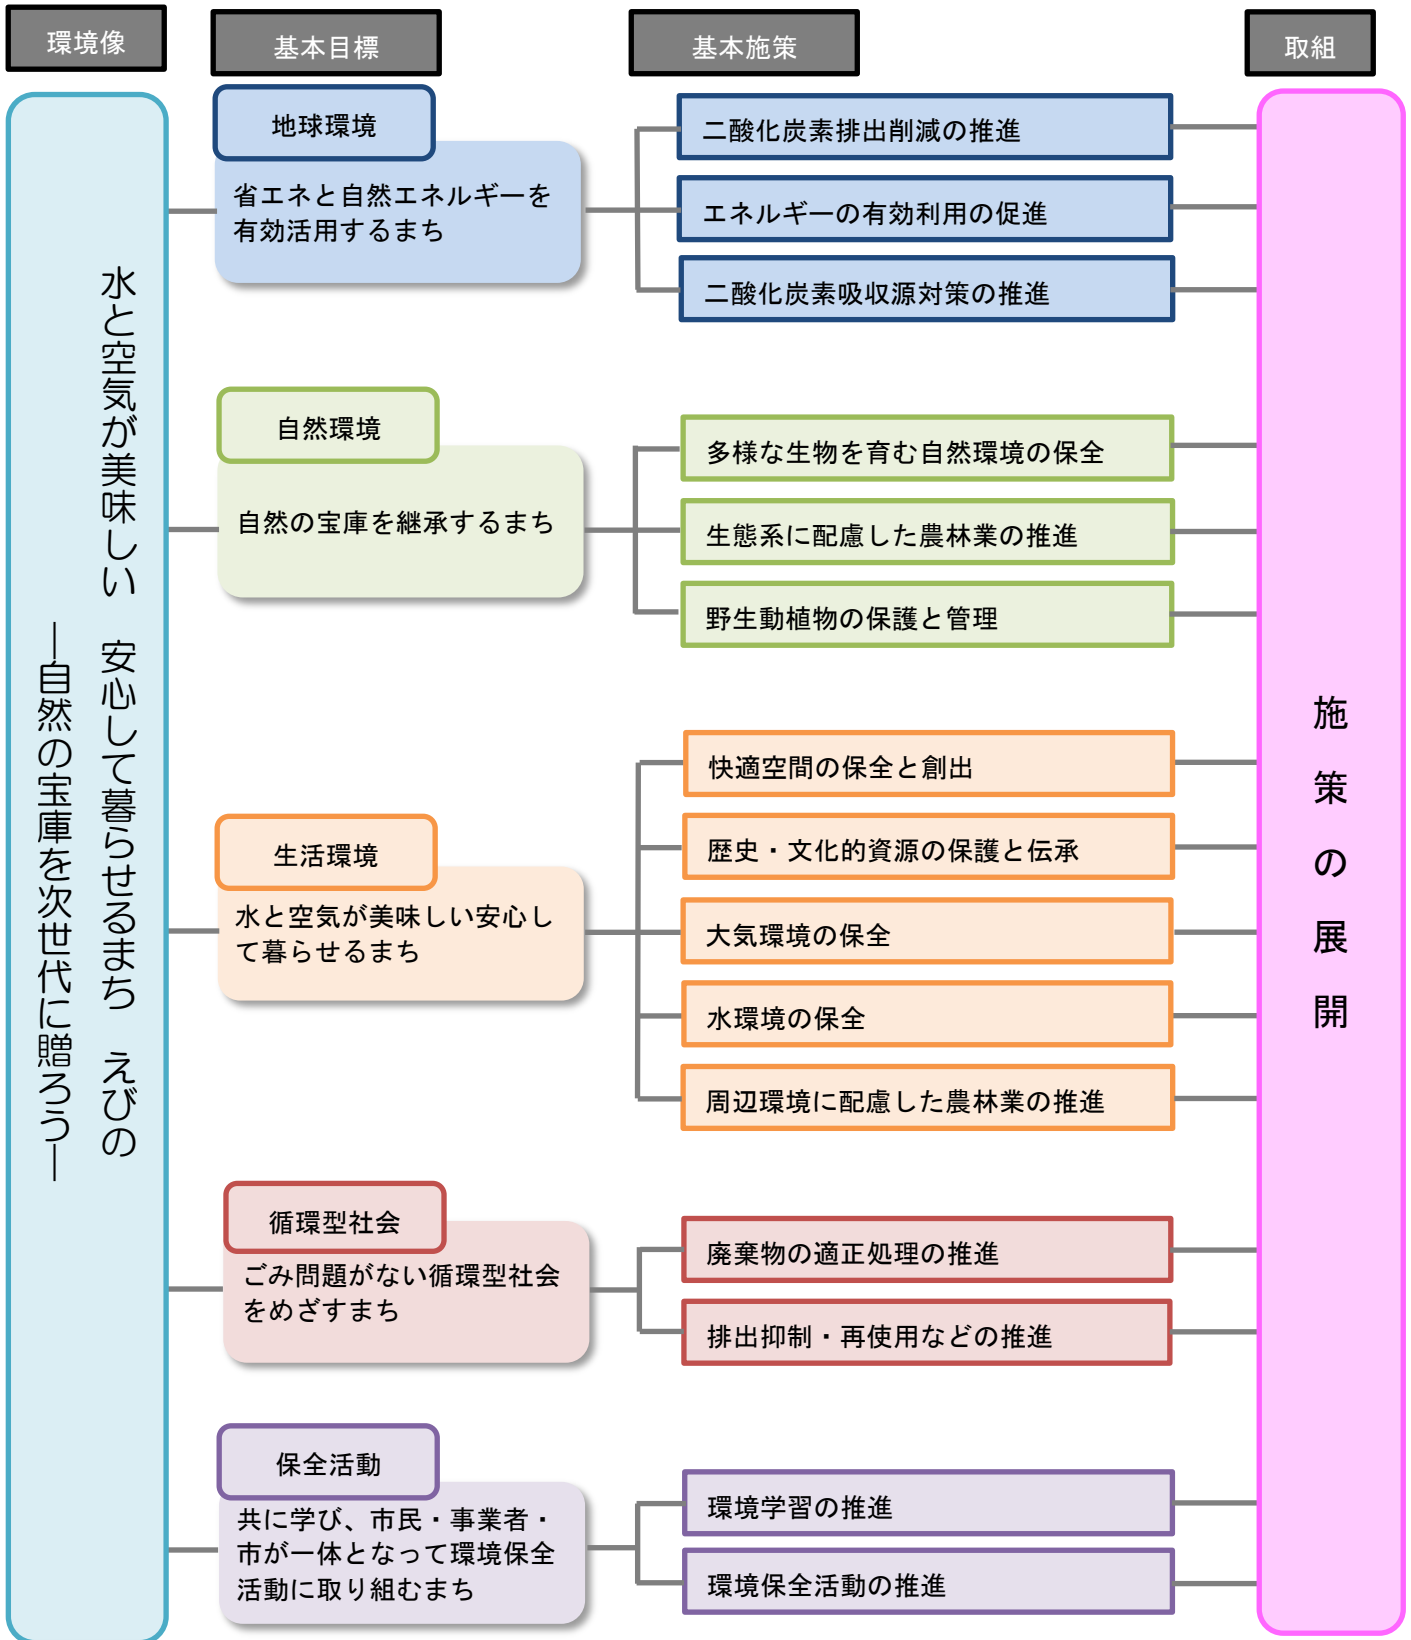 環境像
基本目標
基本施策
取組
水と空気が美味しい　安心して暮らせるまち　えびの
―自然の宝庫を次世代に贈ろう―
地球環境
省エネと自然エネルギーを
有効活用するまち
二酸化炭素排出削減の推進
エネルギーの有効利用の促進
二酸化炭素吸収源対策の推進
自然環境
自然の宝庫を継承するまち
多様な生物を育む自然環境の保全
生態系に配慮した農林業の推進
野生動植物の保護と管理
生活環境
水と空気が美味しい安心し
て暮らせるまち
快適空間の保全と創出
歴史・文化的資源の保護と伝承
大気環境の保全
水環境の保全
周辺環境に配慮した農林業の推進
循環型社会
ごみ問題がない循環型社会
をめざすまち
廃棄物の適正処理の推進
排出抑制・再使用などの推進
保全活動
共に学び、市民・事業者・
市が一体となって環境保全
活動に取り組むまち
環境学習の推進
環境保全活動の推進
施策の展開